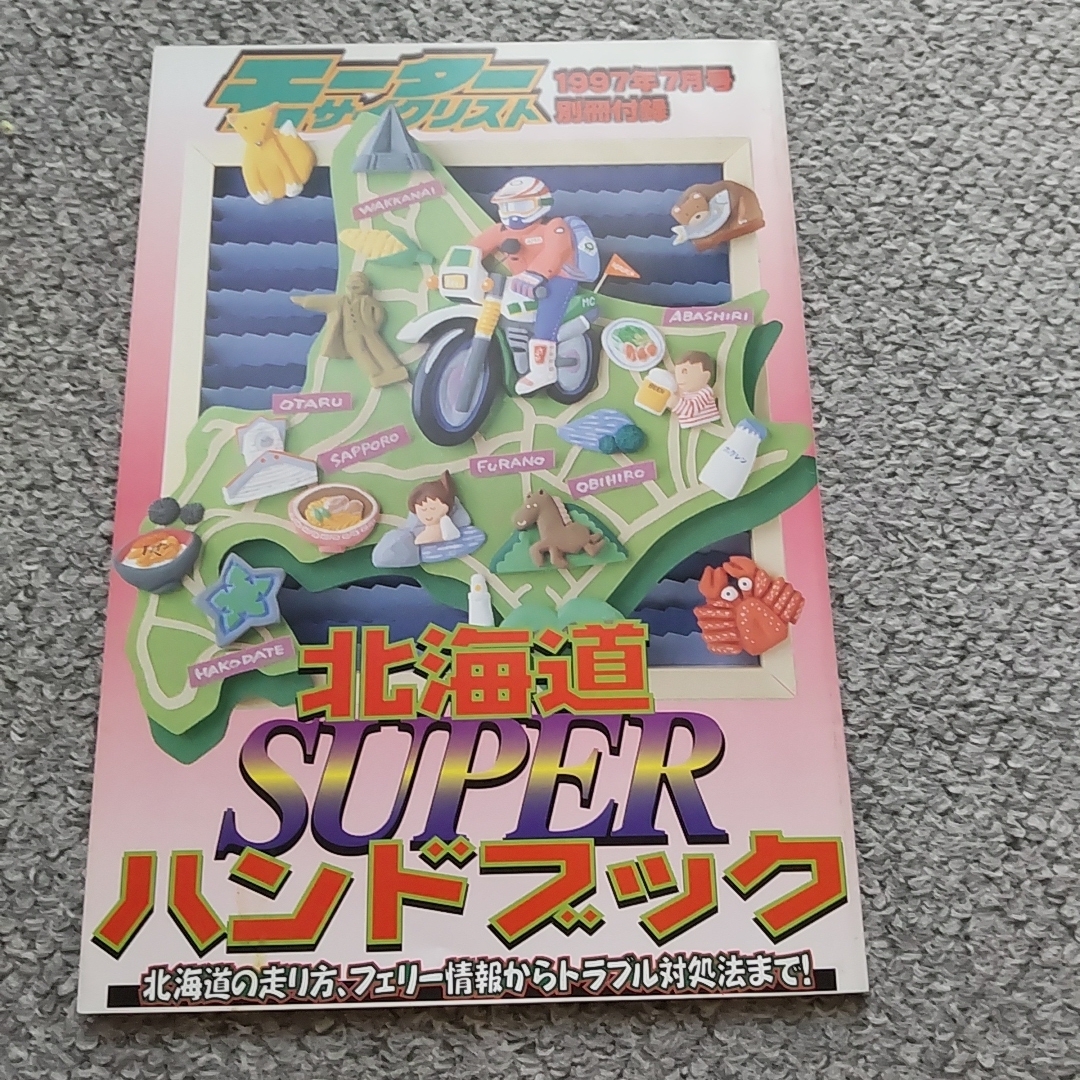 モーター
サイクリスト
1997年7月号
別冊付録
WAKKANAI
MC
ABASHIRI
OTARU
SAPPORO
FURANO
OBIHIRO
HAKODATE
北海道
SUPER
ハンドブック
北海道の走り方、フェリー情報からトラブル対処法まで!